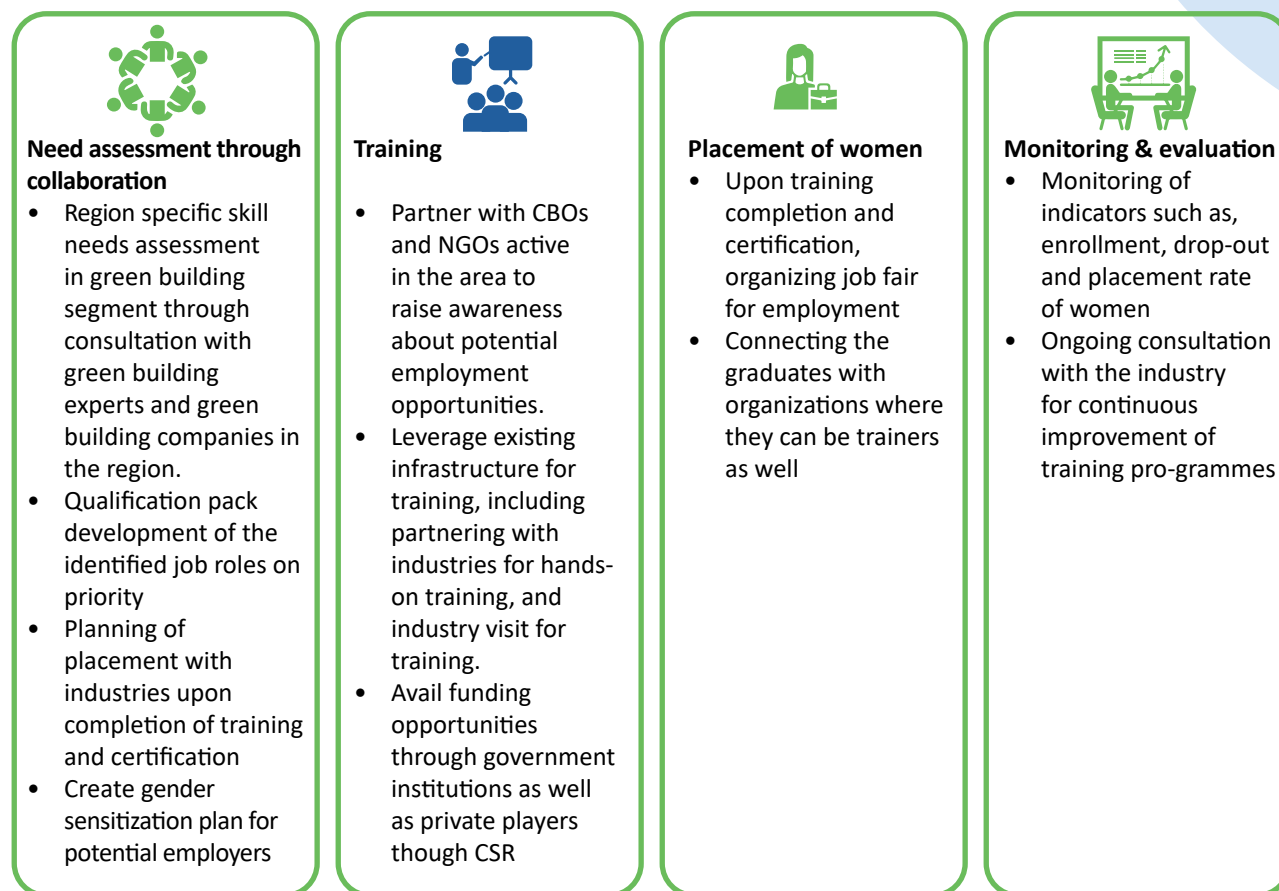 Need assessment through
collaboration
• Region specific skill
needs assessment
in green building
segment through
consultation with
green building
experts and green
building companies in
the region.
• Qualification pack
development of the
identified job roles on
priority
• Planning of
placement with
industries upon
completion of training
and certification
• Create gender
sensitization plan for
potential employers
Training
• Partner with CBOs
and NGOs active
in the area to
raise awareness
about potential
employment
opportunities.
• Leverage existing
infrastructure for
training, including
partnering with
industries for hands-
on training, and
industry visit for
training.
• Avail funding
opportunities
through government
institutions as well
as private players
though CSR
Placement of women
• Upon training
completion and
certification,
organizing job fair
for employment
• Connecting the
graduates with
organizations where
they can be trainers
as well
Monitoring & evaluation
• Monitoring of
indicators such as,
enrollment, drop-out
and placement rate
of women
• Ongoing consultation
with the industry
for continuous
improvement of
training pro-grammes